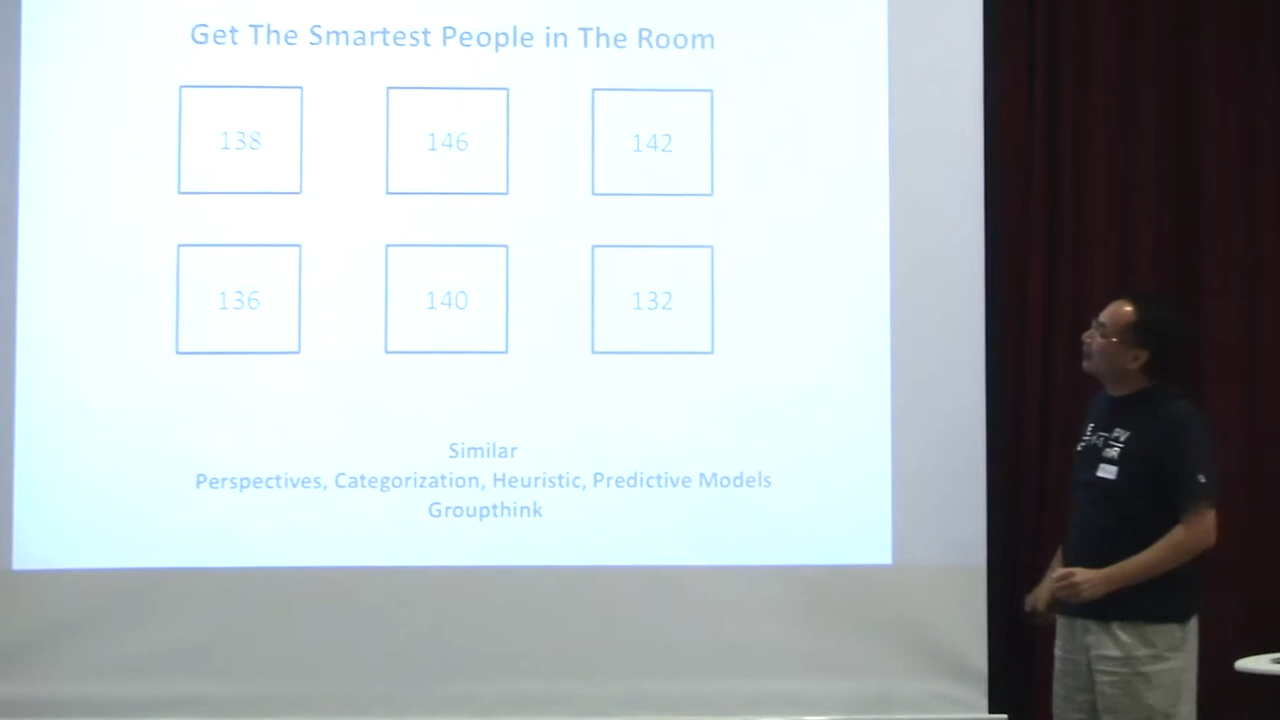 Get The Smartest People in The Room
138 146 142
136 140 132
Similar
Perspectives, Categorization, Heuristic, Predictive Models
Groupthink